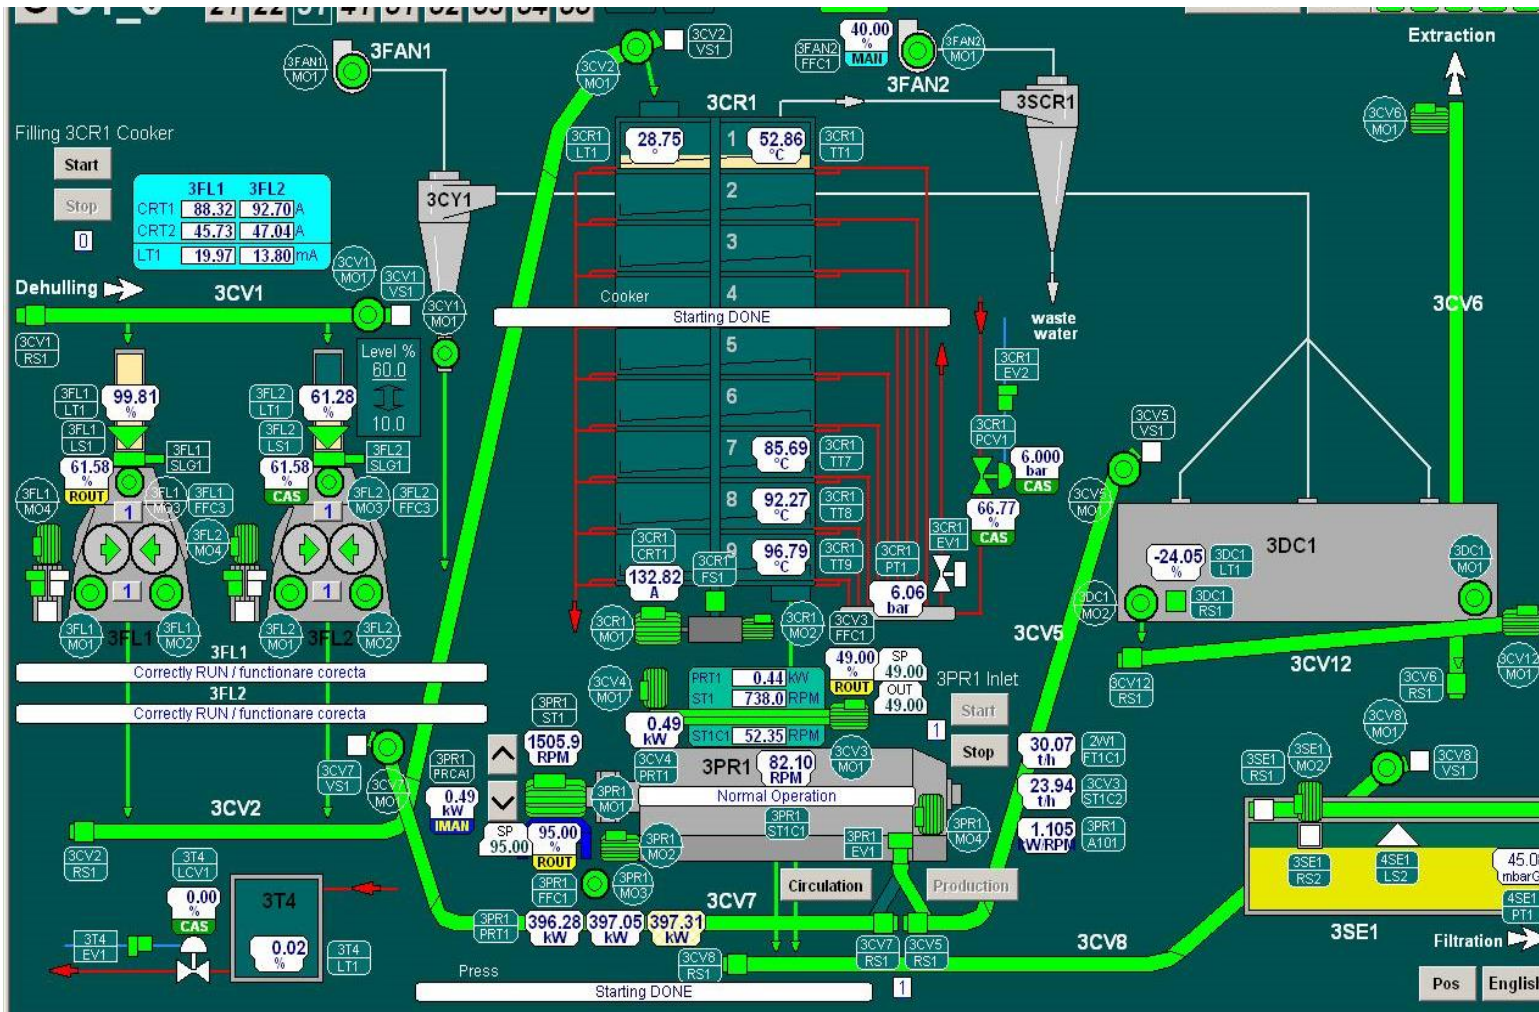 3FAN1
3FAN1
MO1
3CV2
MO1
3CV2
VS1
3FAN2
FFC1
40.00
%
MAN
3FAN2
MO1
3FAN2
Extraction
3CR1
3SCR1
3CV6
MO1
Filling 3CR1 Cooker
Start
Stop
0
3FL1 3FL2
CRT1 88.32 92.70 A
CRT2 45.73 47.04 A
LT1 19.97 13.80 mA
3CR1
LT1
28.75
°
1
52.86
°C
3CR1
TT1
2
3
4
5
6
7
8
9
3CY1
3CY1
MO1
Dehulling
3CV1
3CV1
MO1
3CV1
VS1
3CV1
RS1
Cooker
Starting DONE
waste
water
3CV6
Level %
60.0
10.0
3FL1
LT1
99.81
%
3FL2
LT1
61.28
%
3FL1
LS1
3FL2
LS1
3FL1
SLG1
3FL2
SLG1
61.58
%
ROUT
61.58
%
CAS
3FL1
MO4
3FL1
MO3
3FL1
FFC3
3FL2
MO4
3FL2
MO3
3FL2
FFC3
1
1
1
1
3FL1
MO1
3FL1
MO2
3FL1
3FL2
MO1
3FL2
MO2
3FL2
3CR1
EV2
3CR1
PCV1
6.000
bar
CAS
66.77
%
CAS
85.69
°C
3CR1
TT7
92.27
°C
3CR1
TT8
96.79
°C
3CR1
TT9
3CR1
CRT1
132.82
A
3CR1
FS1
3CR1
PT1
6.06
bar
3CR1
EV1
3CR1
MO1
3CR1
MO2
3CV3
FFC1
49.00
%
ROUT
SP
49.00
OUT
49.00
3CV5
VS1
3CV5
MO1
3CV5
3DC1
-24.05
%
3DC1
LT1
3DC1
MO1
3DC1
MO2
3DC1
RS1
3CV12
3CV12
MO1
3CV12
RS1
3CV6
RS1
3FL1
Correctly RUN / functionare corecta
3FL2
Correctly RUN / functionare corecta
3CV4
MO1
PRT1 0.44 kW
ST1 738.0 RPM
ST1C1 52.35 RPM
0.49
kW
3CV4
PRT1
3CV3
MO1
3PR1 Inlet
Start
1
Stop
3PR1
ST1
1505.9
RPM
3PR1
PRCA1
0.49
kW
IMAN
SP
95.00
95.00
%
ROUT
3PR1
FFC1
3PR1
MO1
3PR1
MO2
3PR1
MO3
3PR1
82.10
RPM
Normal Operation
3PR1
ST1C1
3PR1
EV1
3PR1
MO4
30.07
t/h
2W1
FT1C1
23.94
t/h
3CV3
ST1C2
1.105
kW/RPM
3PR1
A101
3CV8
MO1
3CV8
VS1
3SE1
RS1
3SE1
MO2
3SE1
RS2
4SE1
LS2
mbarG
4SE1
PT1
3SE1
Filtration
3CV7
VS1
3CV7
MO1
3CV2
3CV2
RS1
3T4
LCV1
0.00
%
CAS
3T4
0.02
%
3T4
EV1
3T4
LT1
Circulation
Production
3CV7
3PR1
PRT1
396.28
kW
397.05
kW
397.31
kW
3CV7
RS1
3CV5
RS1
3CV8
3CV8
RS1
Press
Starting DONE
1
Pos